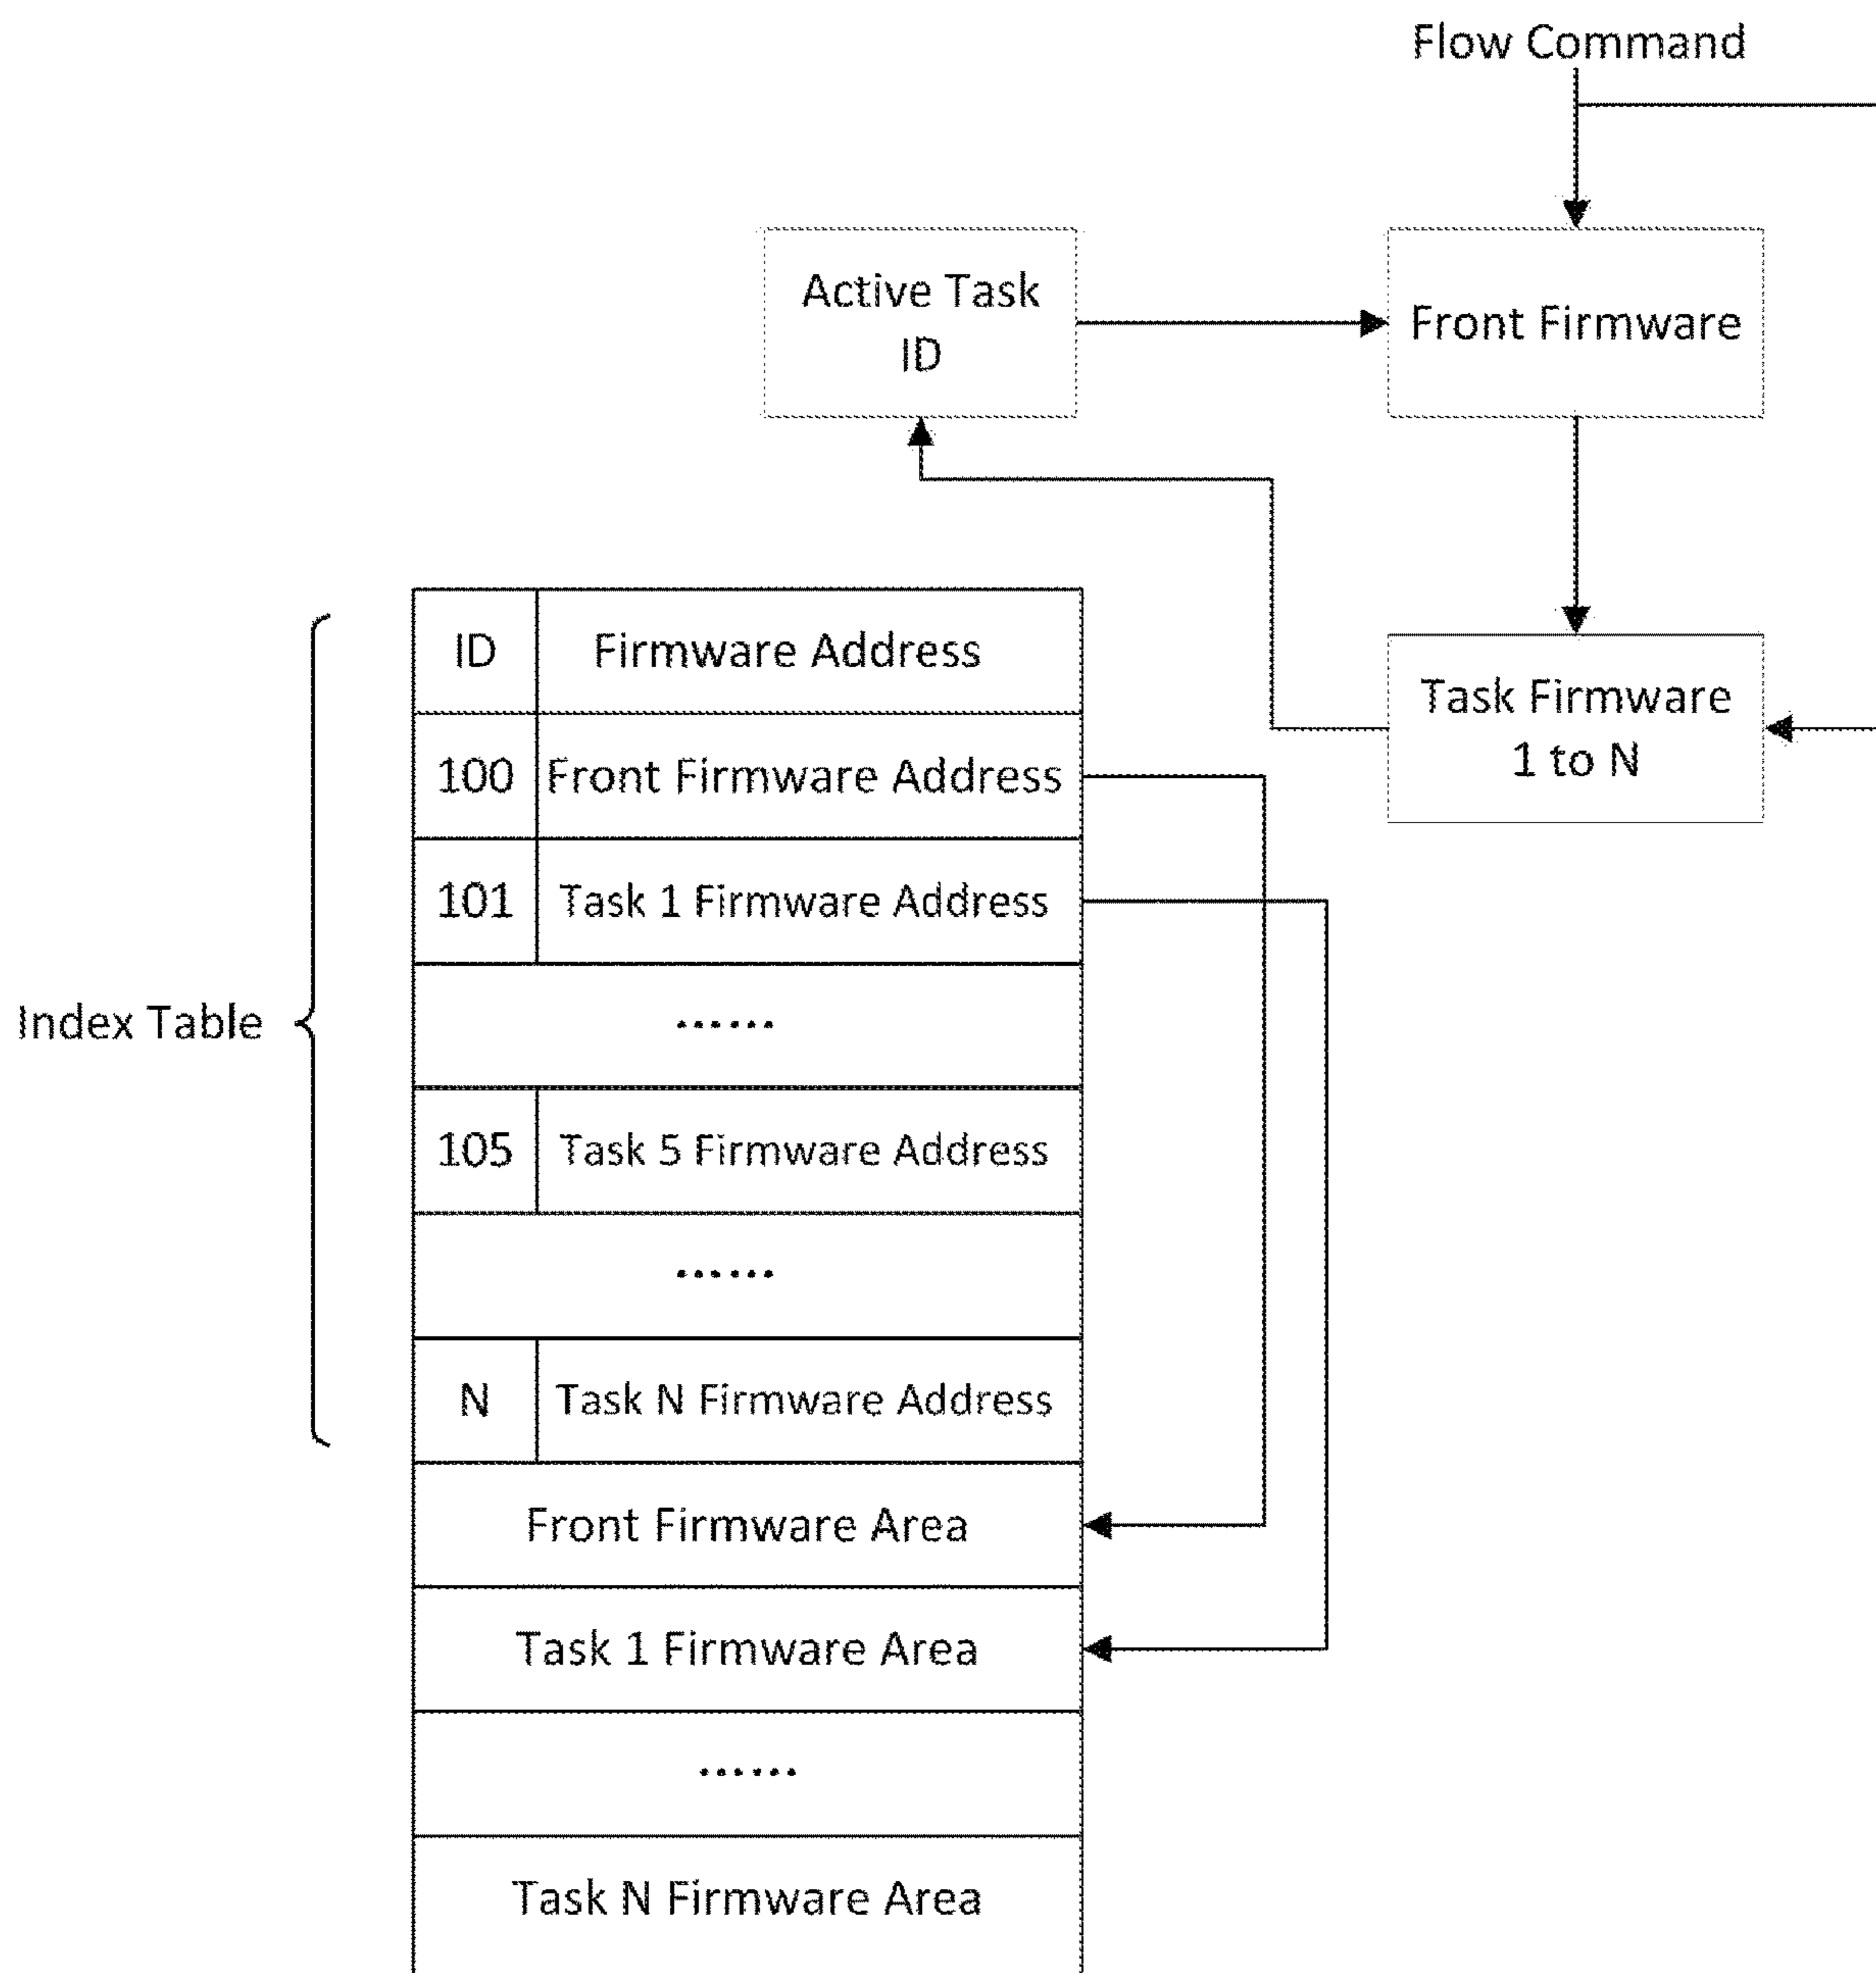 Flow Command
Active Task
ID
Front Firmware
Task Firmware
1 to N
Index Table
ID Firmware Address
100 Front Firmware Address
101 Task 1 Firmware Address
......
105 Task 5 Firmware Address
......
N Task N Firmware Address
Front Firmware Area
Task 1 Firmware Area
......
Task N Firmware Area